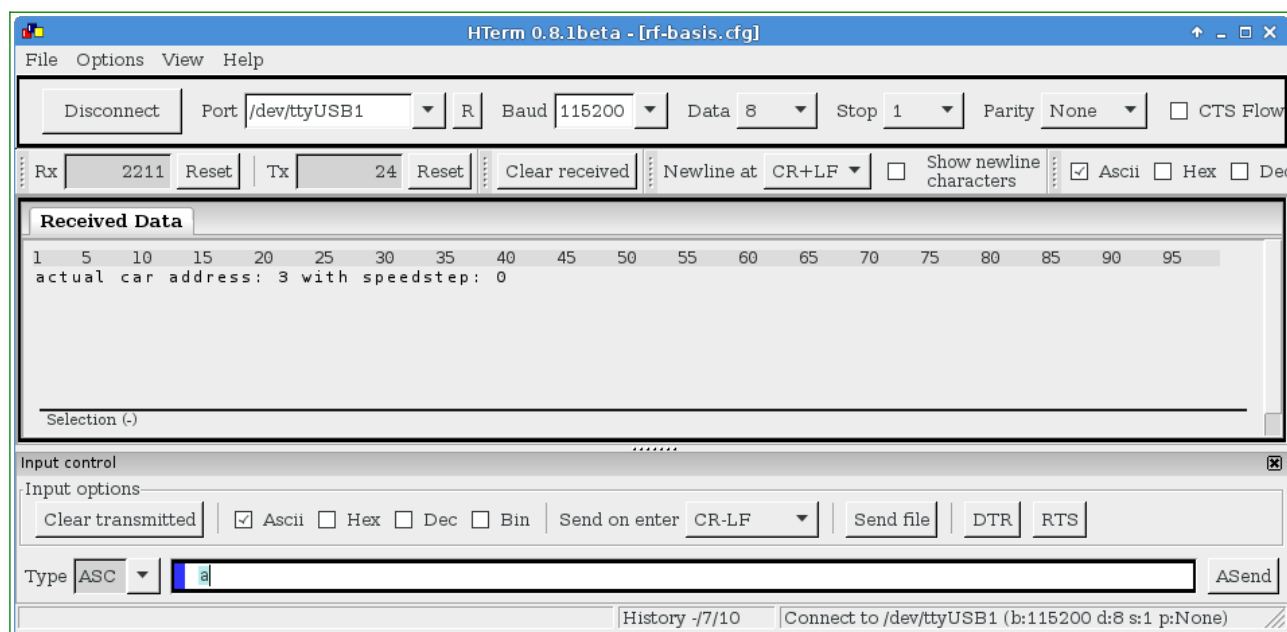 HTerm 0.8.1beta - [rf-basis.cfg]
File Options View Help
Disconnect Port /dev/ttyUSB1 R Baud 115200 Data 8 Stop 1 Parity None CTS Flow
Rx 2211 Reset Tx 24 Reset Clear received Newline at CR+LF Show newline characters Ascii Hex Dec
Received Data
1 5 10 15 20 25 30 35 40 45 50 55 60 65 70 75 80 85 90 95
actual car address: 3 with speedstep: 0
Selection (-)
Input control
Input options
Clear transmitted Ascii Hex Dec Bin Send on enter CR-LF Send file DTR RTS
Type ASC a ASend
History -/7/10 Connect to /dev/ttyUSB1 (b:115200 d:8 s:1 p:None)